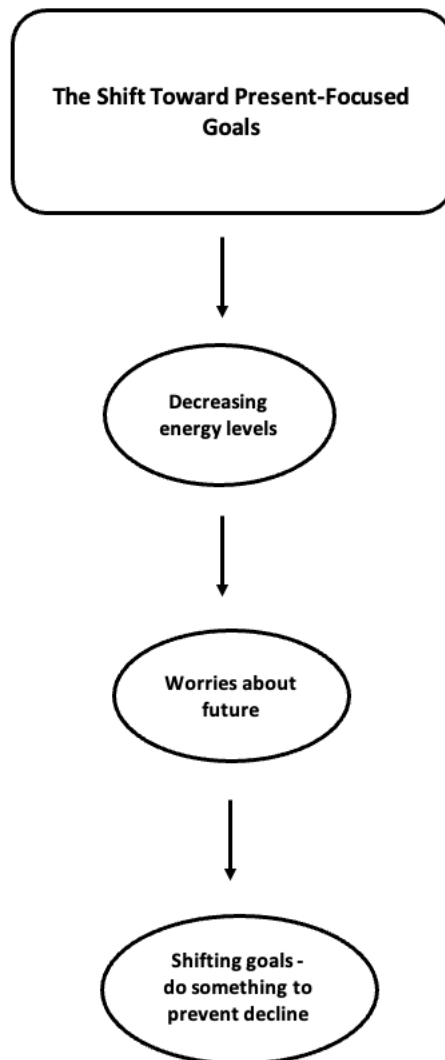 The Shift Toward Present-Focused
Goals
Decreasing
energy levels
Worries about
future
Shifting goals -
do something to
prevent decline